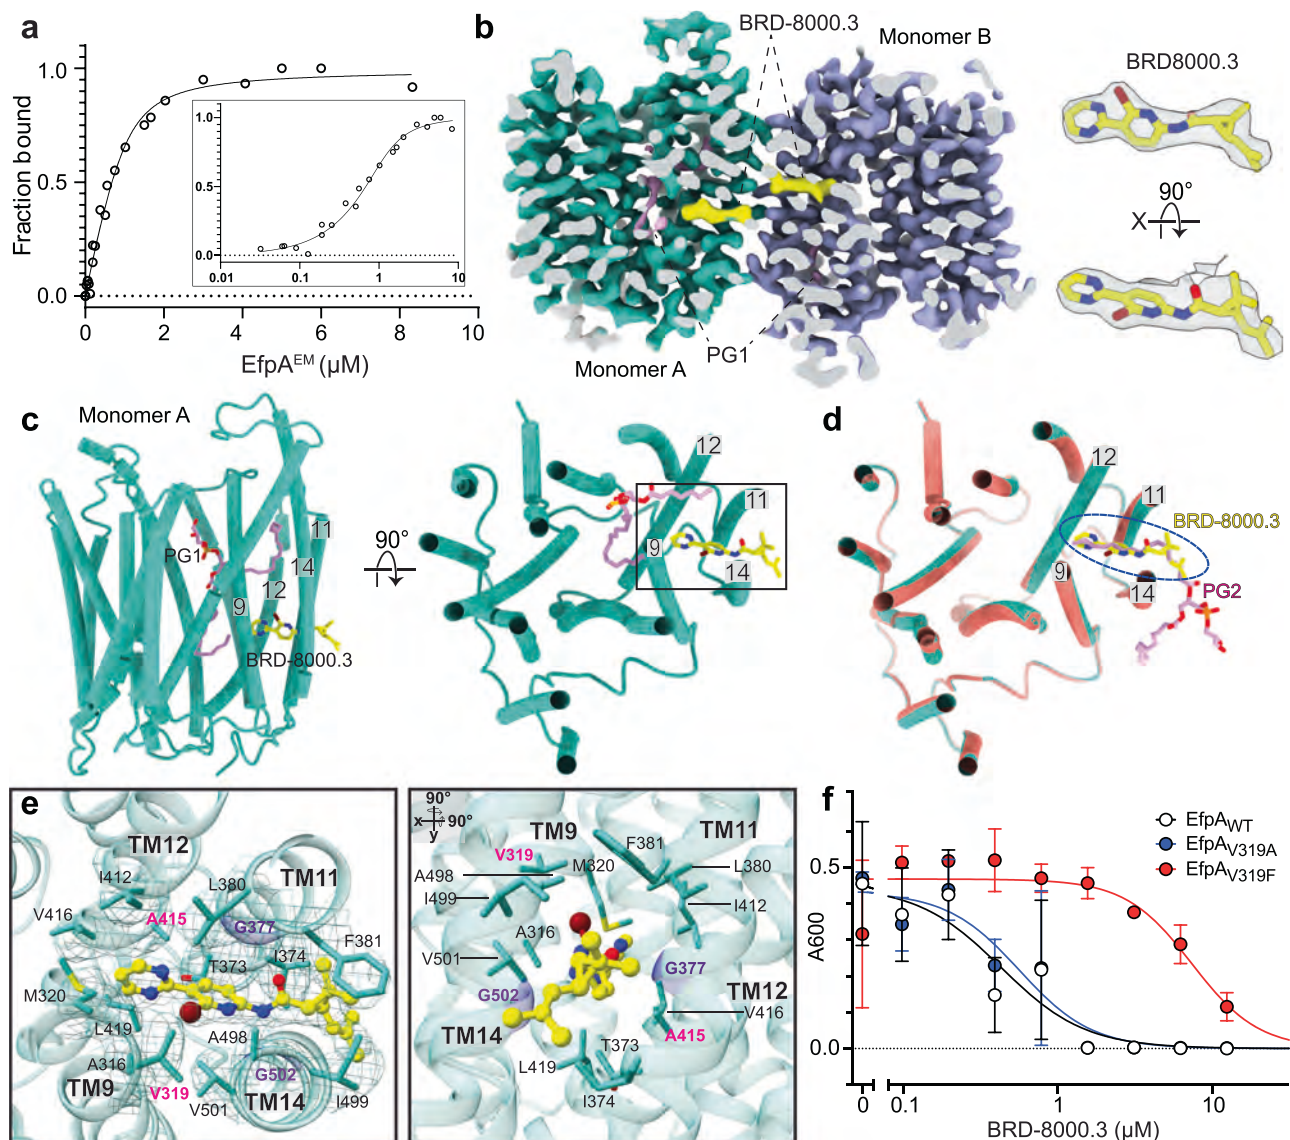 a
Fraction bound
1.0
0.5
0.0
0
2
4
6
8
10
EfpA^EM (μM)
1.0
0.5
0.0
0.01
0.1
1
10
b
BRD-8000.3
Monomer B
Monomer A
PG1
BRD8000.3
90°
X
c
Monomer A
PG1
9
12
14
11
BRD-8000.3
90°
12
11
9
14
d
12
11
BRD-8000.3
9
14
PG2
e
TM12
I412
L380
TM11
V416
A415
G377
F381
T373
I374
M320
L419
A498
A316
G502
TM9
V319
V501
TM14
I499
90°
x
90°
y
TM9
TM11
F381
V319
M320
A498
L380
I499
I412
A316
V501
G377
G502
TM12
V416
TM14
A415
L419
T373
I374
f
EfpA_WT
EfpA_V319A
EfpA_V319F
A600
0.5
0.0
0
0.1
1
10
BRD-8000.3 (μM)